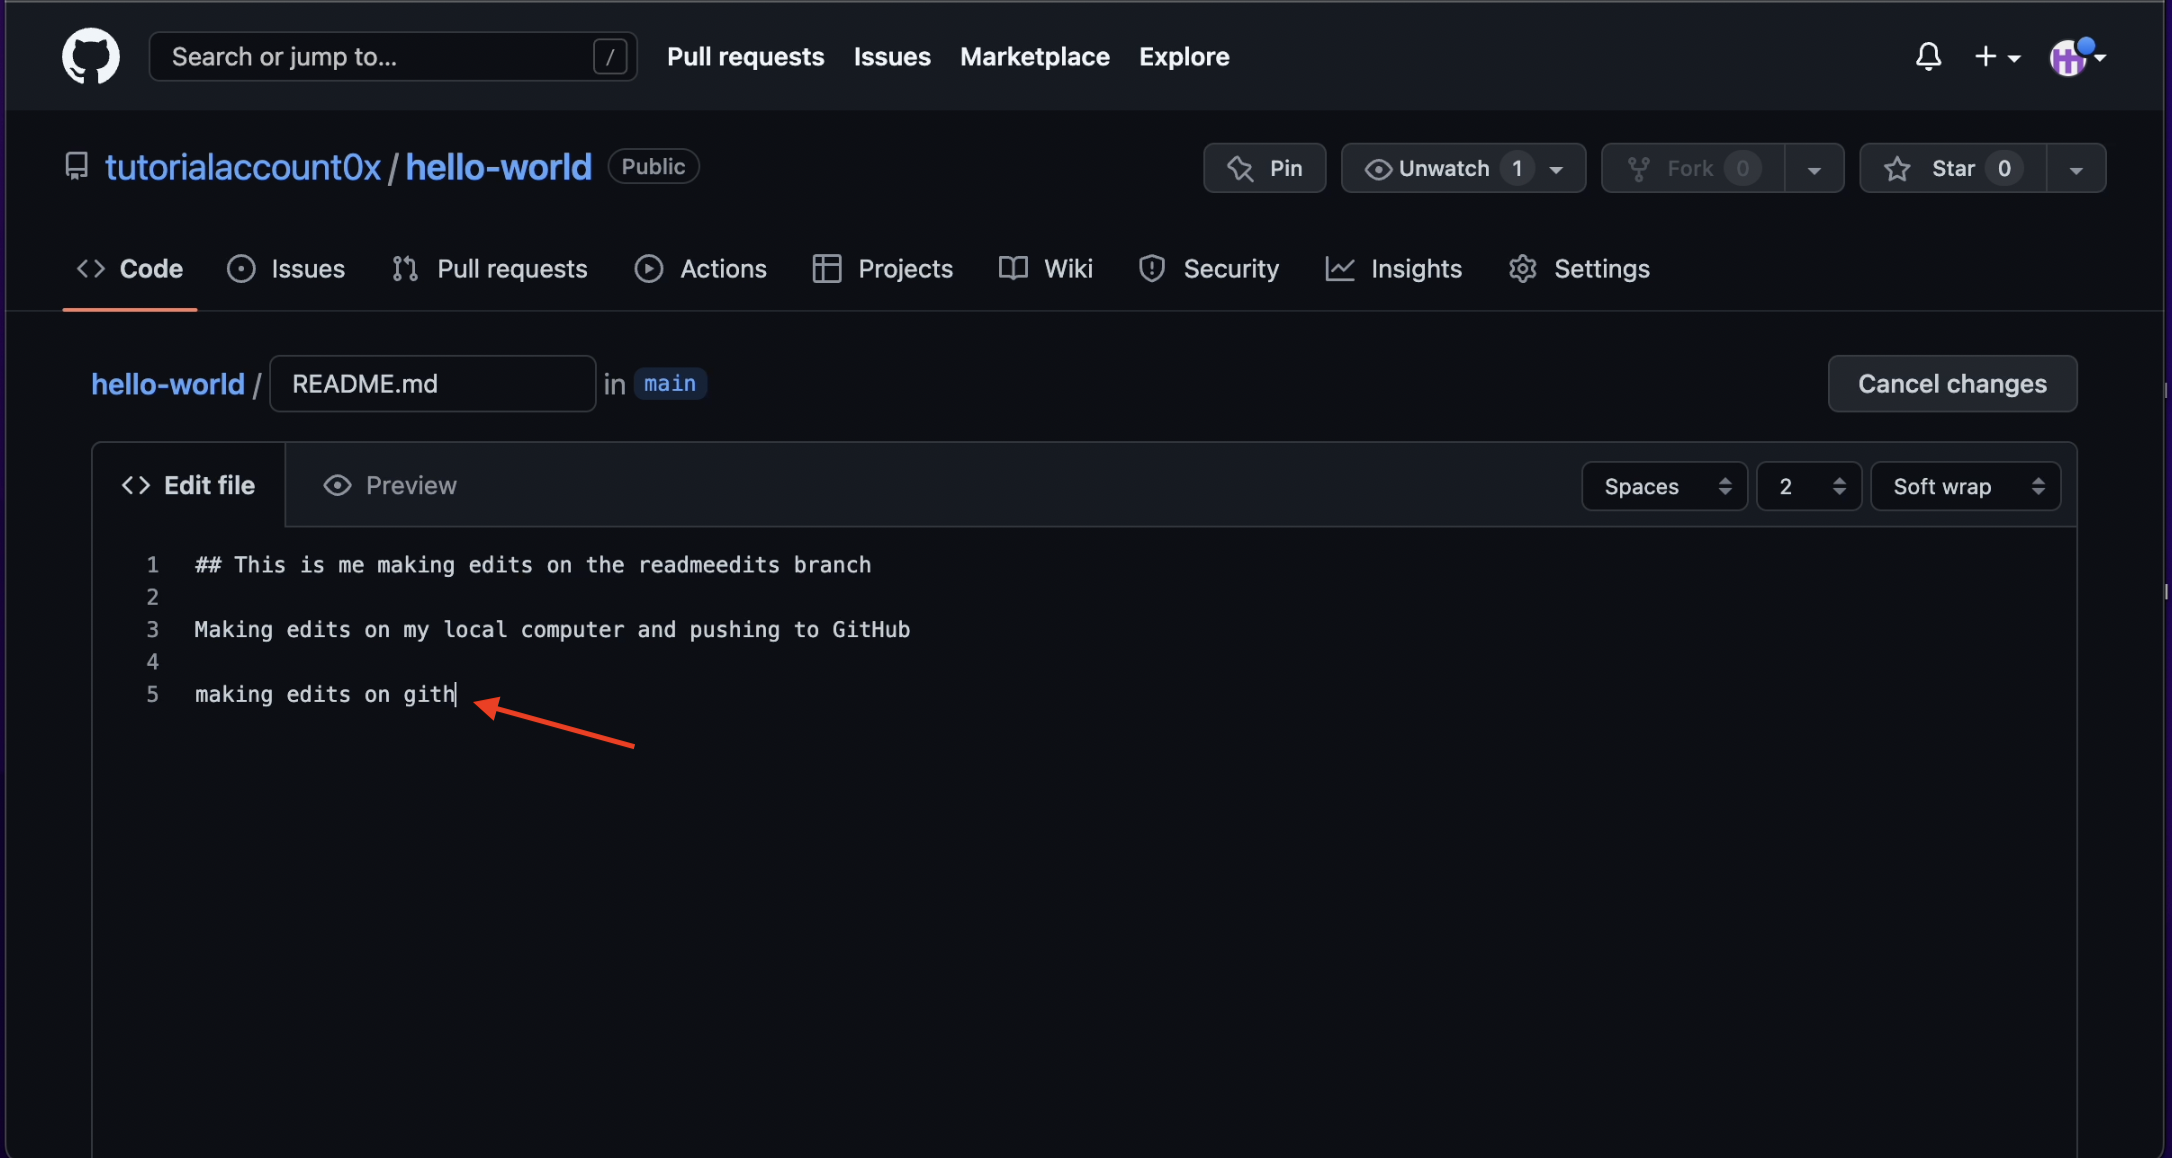 Search or jump to... / Pull requests Issues Marketplace Explore
tutorialaccount0x / hello-world Public Pin Unwatch 1 Fork 0 Star 0
Code Issues Pull requests Actions Projects Wiki Security Insights Settings
hello-world / README.md in main Cancel changes
Edit file Preview Spaces 2 Soft wrap
1 ## This is me making edits on the readmeedits branch
2
3 Making edits on my local computer and pushing to GitHub
4
5 making edits on gith